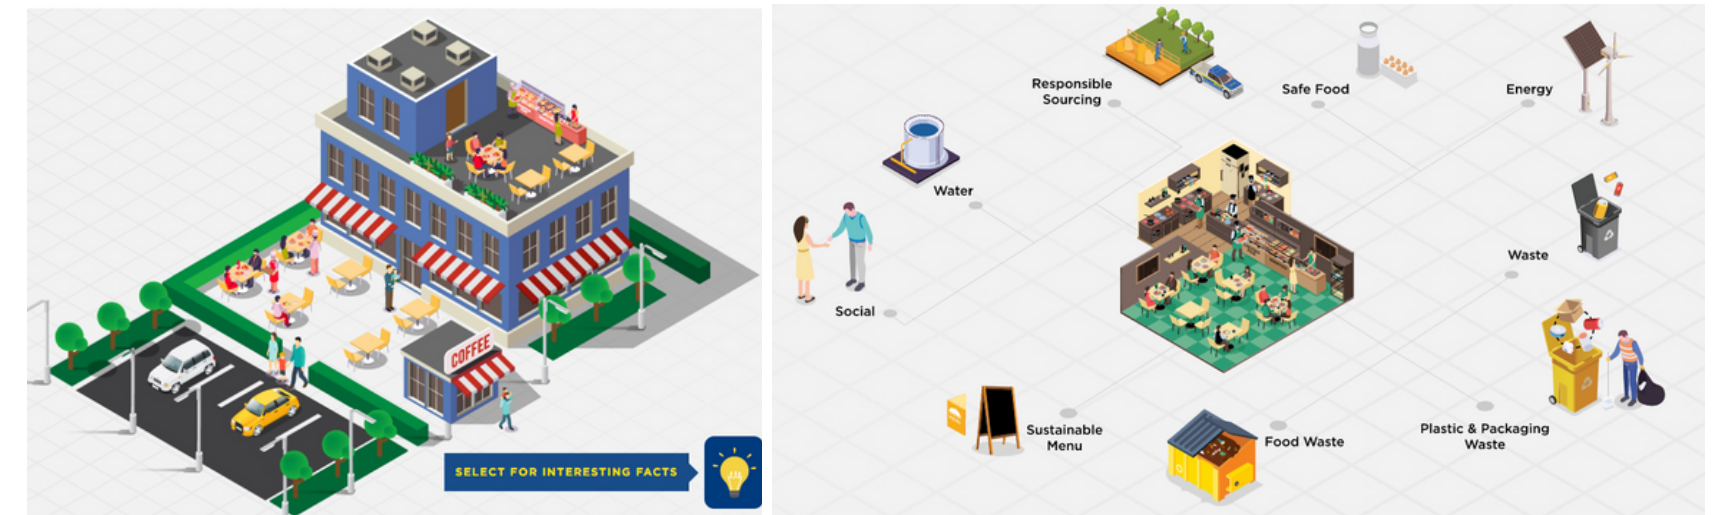 COFFEE
SELECT FOR INTERESTING FACTS
Responsible
Sourcing
Safe Food
Energy
Water
Waste
Social
Sustainable
Menu
Food Waste
Plastic & Packaging
Waste